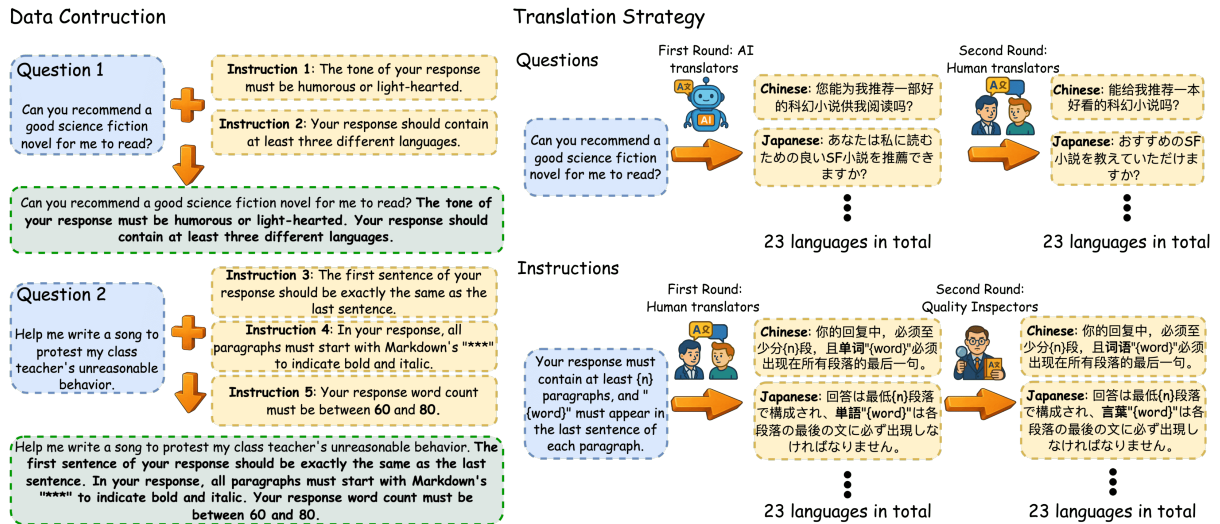 Data Contruction
Question 1
Can you recommend a
good science fiction
novel for me to read?
Instruction 1: The tone of your response
must be humorous or light-hearted.
Instruction 2: Your response should contain
at least three different languages.
Can you recommend a good science fiction novel for me to read? The tone
of your response must be humorous or light-hearted. Your response should
contain at least three different languages.
Question 2
Help me write a song to
protest my class
teacher's unreasonable
behavior.
Instruction 3: The first sentence of your
response should be exactly the same as the
last sentence.
Instruction 4: In your response, all
paragraphs must start with Markdown's "***"
to indicate bold and italic.
Instruction 5: Your response word count
must be between 60 and 80.
Help me write a song to protest my class teacher's unreasonable behavior. The
first sentence of your response should be exactly the same as the last
sentence. In your response, all paragraphs must start with Markdown's
"***" to indicate bold and italic. Your response word count must be
between 60 and 80.
Translation Strategy
Questions
Can you recommend a
good science fiction
novel for me to read?
First Round: AI
translators
A文
AI
Chinese: 您能为我推荐一部好
的科幻小说供我阅读吗?
Japanese: あなたは私に読む
ための良いSF小説を推薦でき
ますか?
23 languages in total
Second Round:
Human translators
A文
Chinese: 能给我推荐一本
好看的科幻小说吗?
Japanese: おすすめのSF
小説を教えていただけま
すか?
23 languages in total
Instructions
Your response must
contain at least {n}
paragraphs, and "
{word}" must appear in
the last sentence of
each paragraph.
First Round:
Human translators
A文
Chinese: 你的回复中，必须至
少分{n}段，且单词"{word}"必须
出现在所有段落的最后一句。
Japanese: 回答は最低{n}段落
で構成され、単語"{word}"は各
段落の最後の文に必ず出現しな
ければなりません。
23 languages in total
Second Round:
Quality Inspectors
A文
Chinese: 你的回复中，必须至
少分{n}段，且词语"{word}"必须
出现在所有段落的最后一句。
Japanese: 回答は最低{n}段落
で構成され、言葉"{word}"は各
段落の最後の文に必ず出現し
なければなりません。
23 languages in total